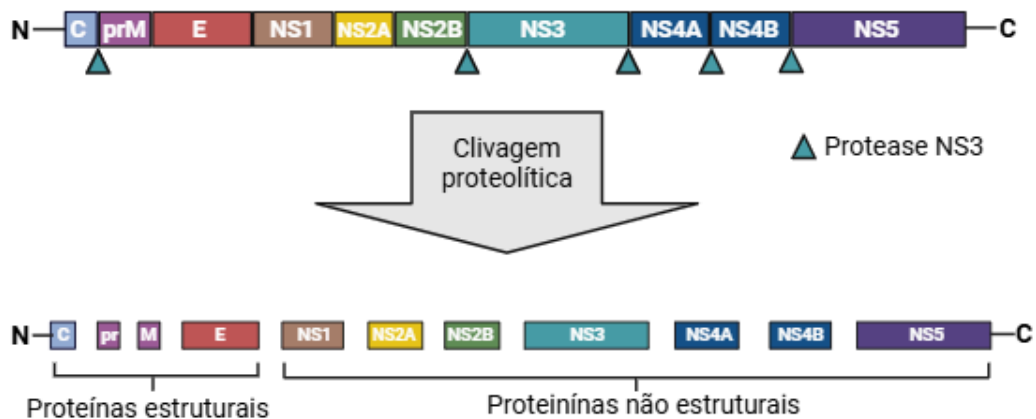 N C prM E NS1 NS2A NS2B NS3 NS4A NS4B NS5 C
Clivagem
proteolítica
Protease NS3
N C pr M E NS1 NS2A NS2B NS3 NS4A NS4B NS5 C
Proteínas estruturais
Proteinínas não estruturais